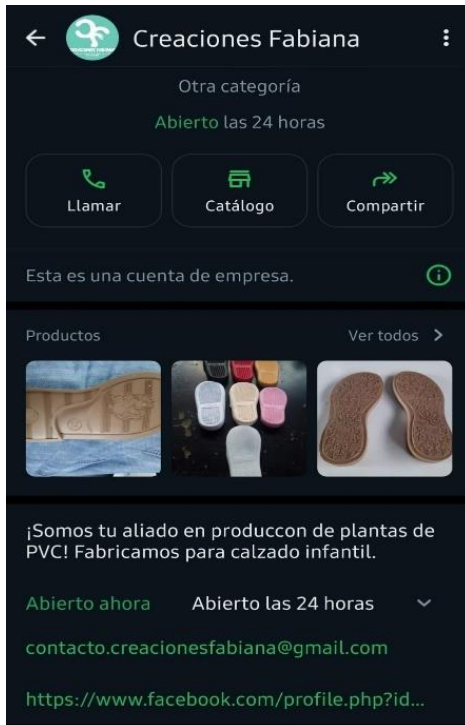 Creaciones Fabiana
Otra categoría
Abierto las 24 horas
Llamar
Catálogo
Compartir
Esta es una cuenta de empresa.
Productos
Ver todos
¡Somos tu aliado en produccon de plantas de
PVC! Fabricamos para calzado infantil.
Abierto ahora
Abierto las 24 horas
contacto.creacionesfabiana@gmail.com
https://www.facebook.com/profile.php?id...